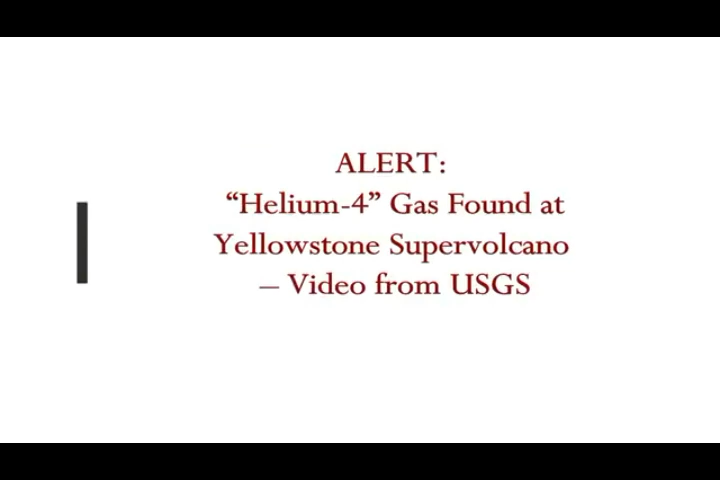 ALERT:
“Helium-4” Gas Found at
Yellowstone Supervolcano
– Video from USGS